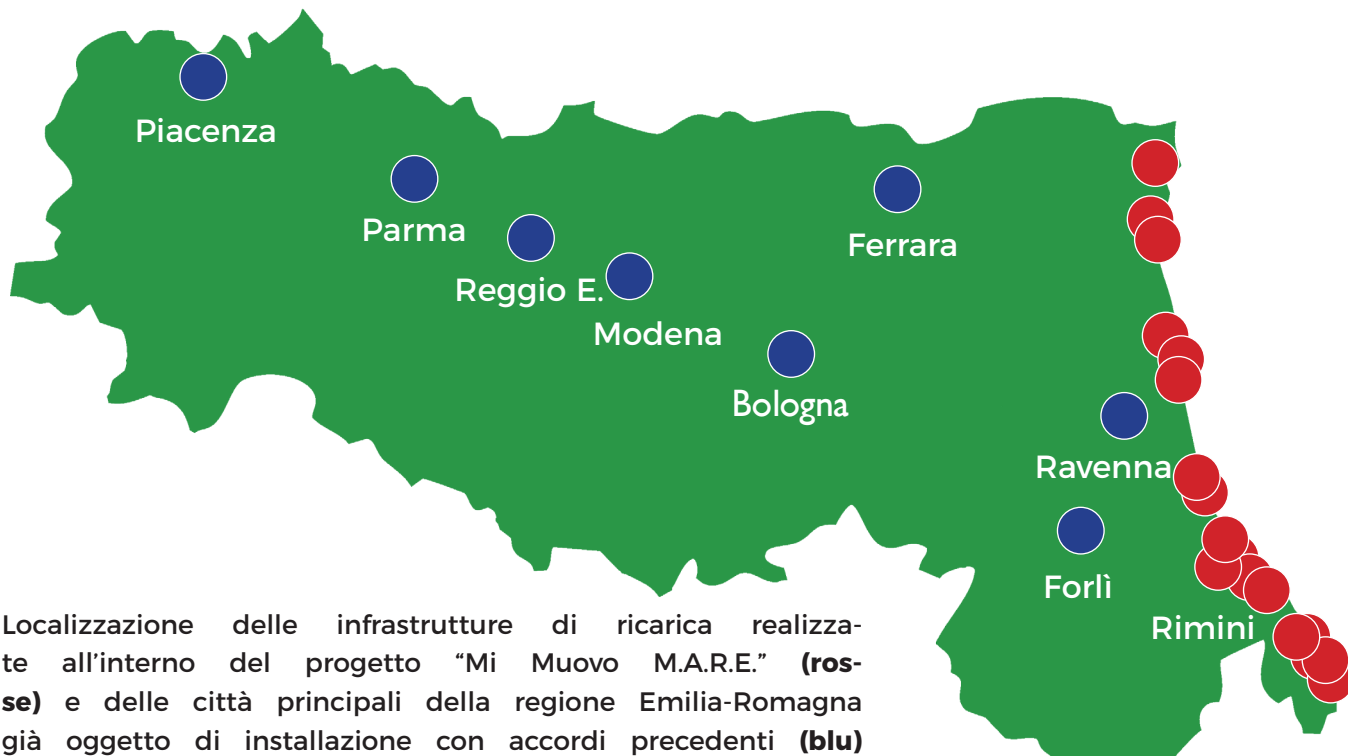 Piacenza
Parma
Ferrara
Reggio E.
Modena
Bologna
Ravenna
Forlì
Rimini
Localizzazione delle infrastrutture di ricarica realizza-
te all'interno del progetto “Mi Muovo M.A.R.E.” (ros-
se) e delle città principali della regione Emilia-Romagna
già oggetto di installazione con accordi precedenti (blu)